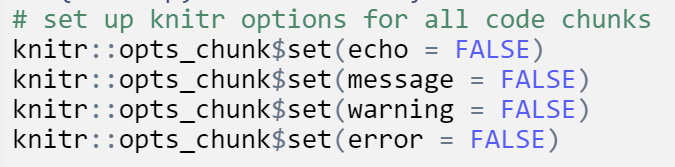 # set up knitr options for all code chunks
knitr::opts_chunk$set(echo = FALSE)
knitr::opts_chunk$set(message = FALSE)
knitr::opts_chunk$set(warning = FALSE)
knitr::opts_chunk$set(error = FALSE)